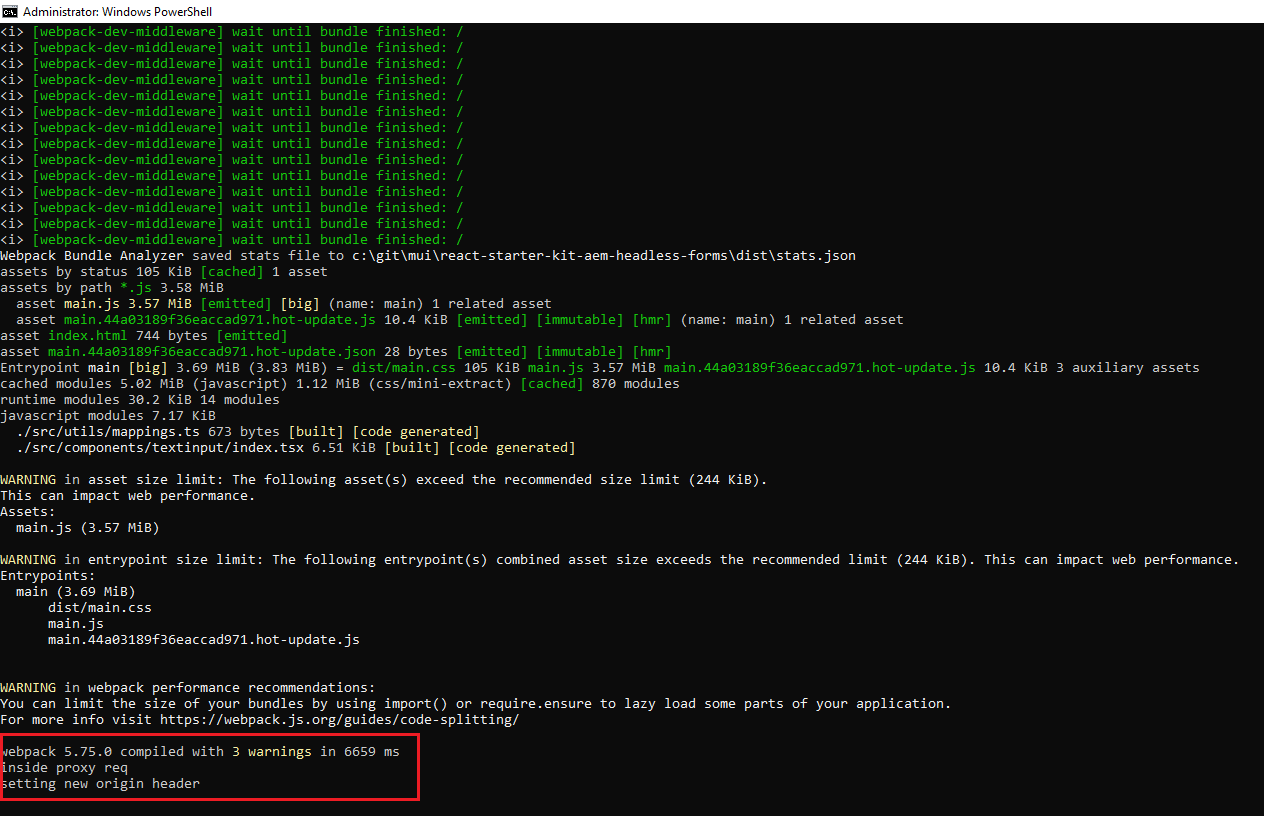 Administrator: Windows PowerShell
<i> [webpack-dev-middleware] wait until bundle finished: /
<i> [webpack-dev-middleware] wait until bundle finished: /
<i> [webpack-dev-middleware] wait until bundle finished: /
<i> [webpack-dev-middleware] wait until bundle finished: /
<i> [webpack-dev-middleware] wait until bundle finished: /
<i> [webpack-dev-middleware] wait until bundle finished: /
<i> [webpack-dev-middleware] wait until bundle finished: /
<i> [webpack-dev-middleware] wait until bundle finished: /
<i> [webpack-dev-middleware] wait until bundle finished: /
<i> [webpack-dev-middleware] wait until bundle finished: /
<i> [webpack-dev-middleware] wait until bundle finished: /
<i> [webpack-dev-middleware] wait until bundle finished: /
<i> [webpack-dev-middleware] wait until bundle finished: /
<i> [webpack-dev-middleware] wait until bundle finished: /
Webpack Bundle Analyzer saved stats file to c:\git\mui\react-starter-kit-aem-headless-forms\dist\stats.json
assets by status 105 KiB [cached] 1 asset
assets by path *.js 3.58 MiB
  asset main.js 3.57 MiB [emitted] [big] (name: main) 1 related asset
  asset main.44a03189f36eaccad971.hot-update.js 10.4 KiB [emitted] [immutable] [hmr] (name: main) 1 related asset
asset index.html 744 bytes [emitted]
asset main.44a03189f36eaccad971.hot-update.json 28 bytes [emitted] [immutable] [hmr]
Entrypoint main [big] 3.69 MiB (3.83 MiB) = dist/main.css 105 KiB main.js 3.57 MiB main.44a03189f36eaccad971.hot-update.js 10.4 KiB 3 auxiliary assets
cached modules 5.02 MiB (javascript) 1.12 MiB (css/mini-extract) [cached] 870 modules
runtime modules 30.2 KiB 14 modules
javascript modules 7.17 KiB
  ./src/utils/mappings.ts 673 bytes [built] [code generated]
  ./src/components/textinput/index.tsx 6.51 KiB [built] [code generated]
WARNING in asset size limit: The following asset(s) exceed the recommended size limit (244 KiB).
This can impact web performance.
Assets:
  main.js (3.57 MiB)
WARNING in entrypoint size limit: The following entrypoint(s) combined asset size exceeds the recommended limit (244 KiB). This can impact web performance.
Entrypoints:
  main (3.69 MiB)
      dist/main.css
      main.js
      main.44a03189f36eaccad971.hot-update.js
WARNING in webpack performance recommendations:
You can limit the size of your bundles by using import() or require.ensure to lazy load some parts of your application.
For more info visit https://webpack.js.org/guides/code-splitting/
webpack 5.75.0 compiled with 3 warnings in 6659 ms
inside proxy req
setting new origin header